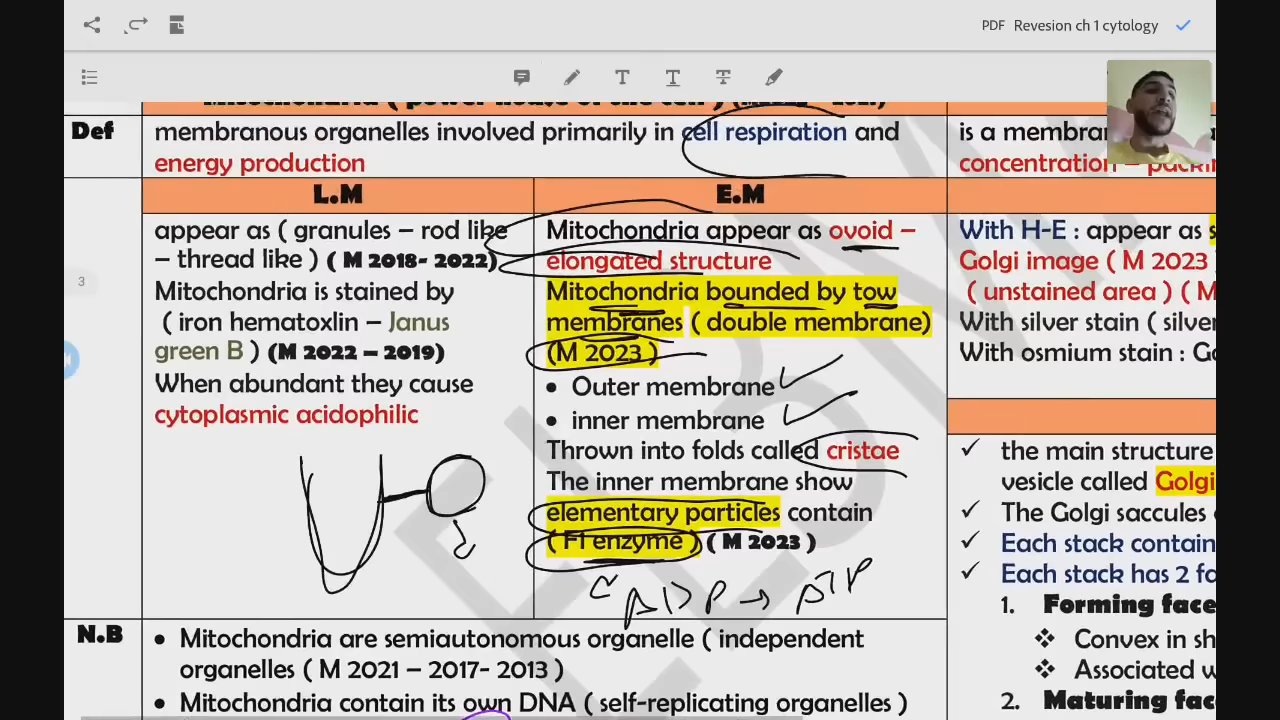 PDF Revesion ch 1 cytology
Def
membranous organelles involved primarily in cell respiration and
energy production
L.M
appear as ( granules – rod like
– thread like ) ( M 2018- 2022)
Mitochondria is stained by
( iron hematoxlin – Janus
green B ) (M 2022 – 2019)
When abundant they cause
cytoplasmic acidophilic
E.M
Mitochondria appear as ovoid –
elongated structure
Mitochondria bounded by tow
membranes ( double membrane)
(M 2023 )
• Outer membrane
• inner membrane
Thrown into folds called cristae
The inner membrane show
elementary particles contain
( F1 enzyme ) ( M 2023 )
ADP → ATP
is a membran
concentration – packi
With H-E : appear as s
Golgi image ( M 2023
( unstained area ) ( M
With silver stain ( silver
With osmium stain : Go
✓ the main structure
vesicle called Golgi
✓ The Golgi saccules
✓ Each stack contain
✓ Each stack has 2 fa
1. Forming face
❖ Convex in sh
❖ Associated w
2. Maturing fac
3
N.B
• Mitochondria are semiautonomous organelle ( independent
organelles ( M 2021 – 2017- 2013 )
• Mitochondria contain its own DNA ( self-replicating organelles )